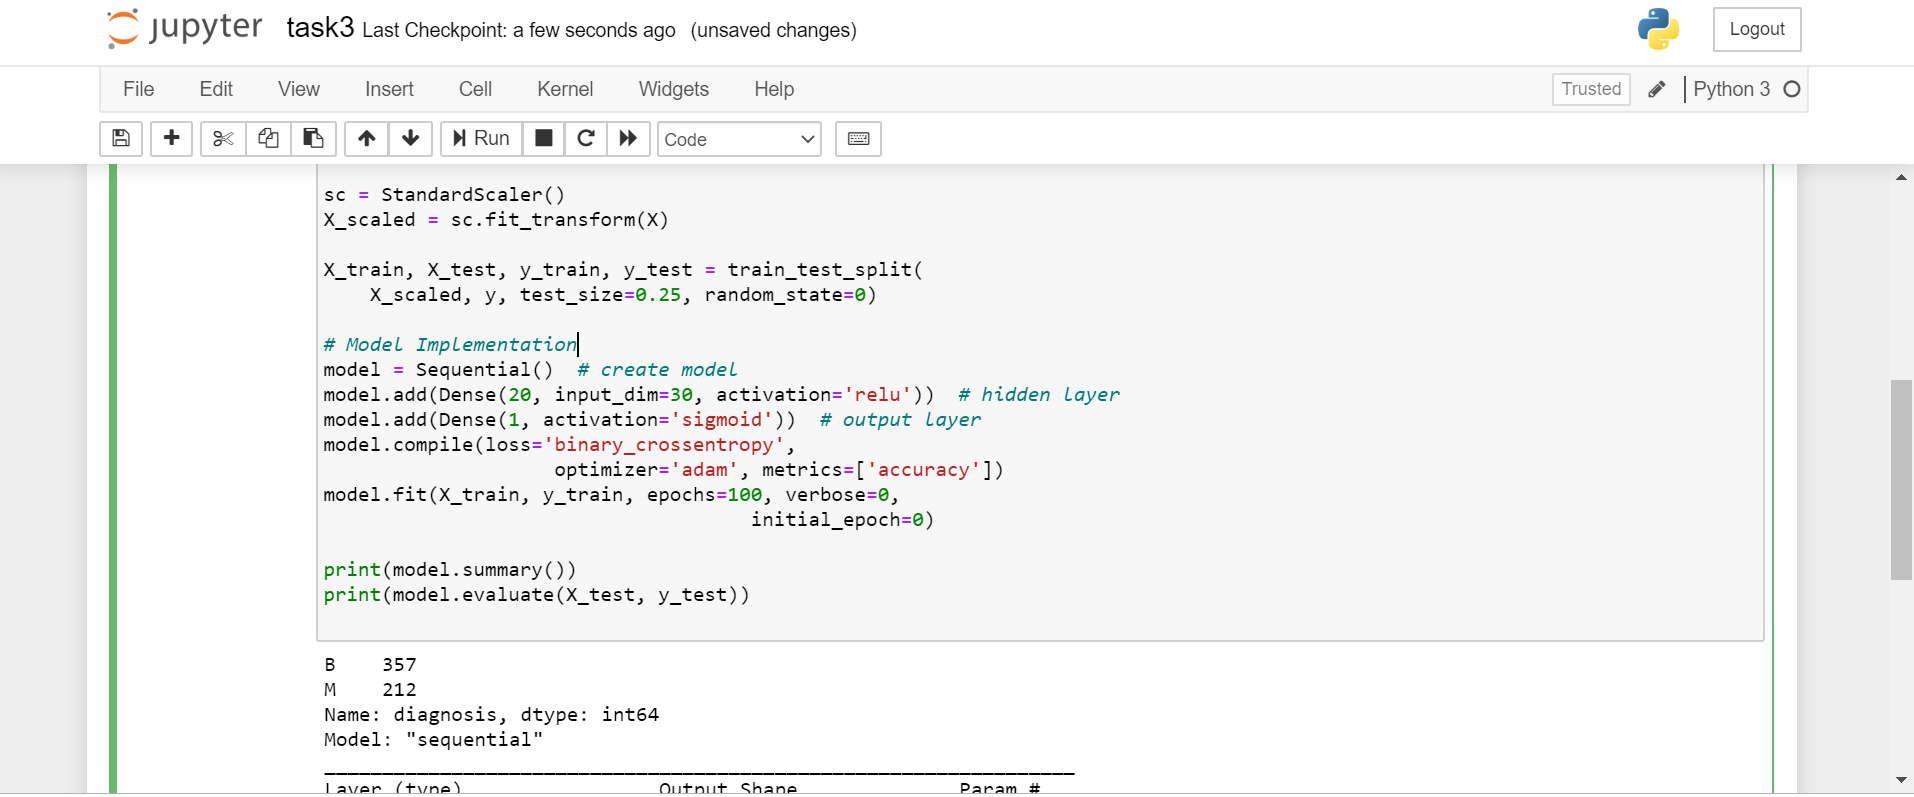 jupyter task3 Last Checkpoint: a few seconds ago (unsaved changes) Logout
File Edit View Insert Cell Kernel Widgets Help Trusted Python 3
Run Code
sc = StandardScaler()
X_scaled = sc.fit_transform(X)
X_train, X_test, y_train, y_test = train_test_split(
    X_scaled, y, test_size=0.25, random_state=0)
# Model Implementation
model = Sequential()  # create model
model.add(Dense(20, input_dim=30, activation='relu'))  # hidden layer
model.add(Dense(1, activation='sigmoid'))  # output layer
model.compile(loss='binary_crossentropy',
                    optimizer='adam', metrics=['accuracy'])
model.fit(X_train, y_train, epochs=100, verbose=0,
                                     initial_epoch=0)
print(model.summary())
print(model.evaluate(X_test, y_test))
B    357
M    212
Name: diagnosis, dtype: int64
Model: "sequential"
_________________________________________________________________
Layer (type)                 Output Shape              Param #